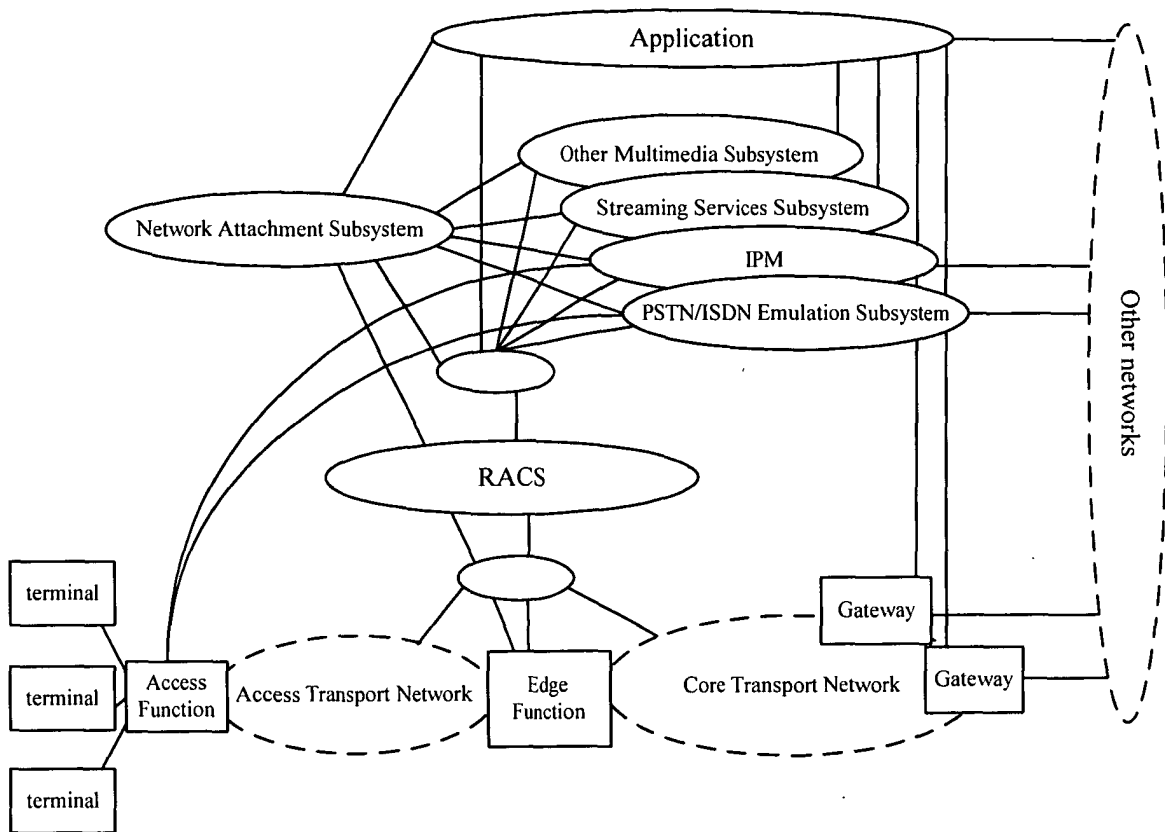 Application
Other Multimedia Subsystem
Streaming Services Subsystem
Network Attachment Subsystem
IPM
PSTN/ISDN Emulation Subsystem
Other networks
RACS
terminal
Gateway
terminal
Access
Function
Access Transport Network
Edge
Function
Core Transport Network
Gateway
terminal